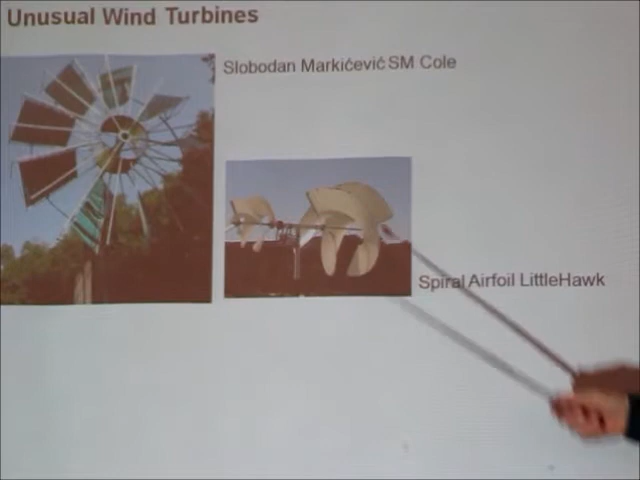 Unusual Wind Turbines
Slobodan Markićević SM Cole
Spiral Airfoil LittleHawk